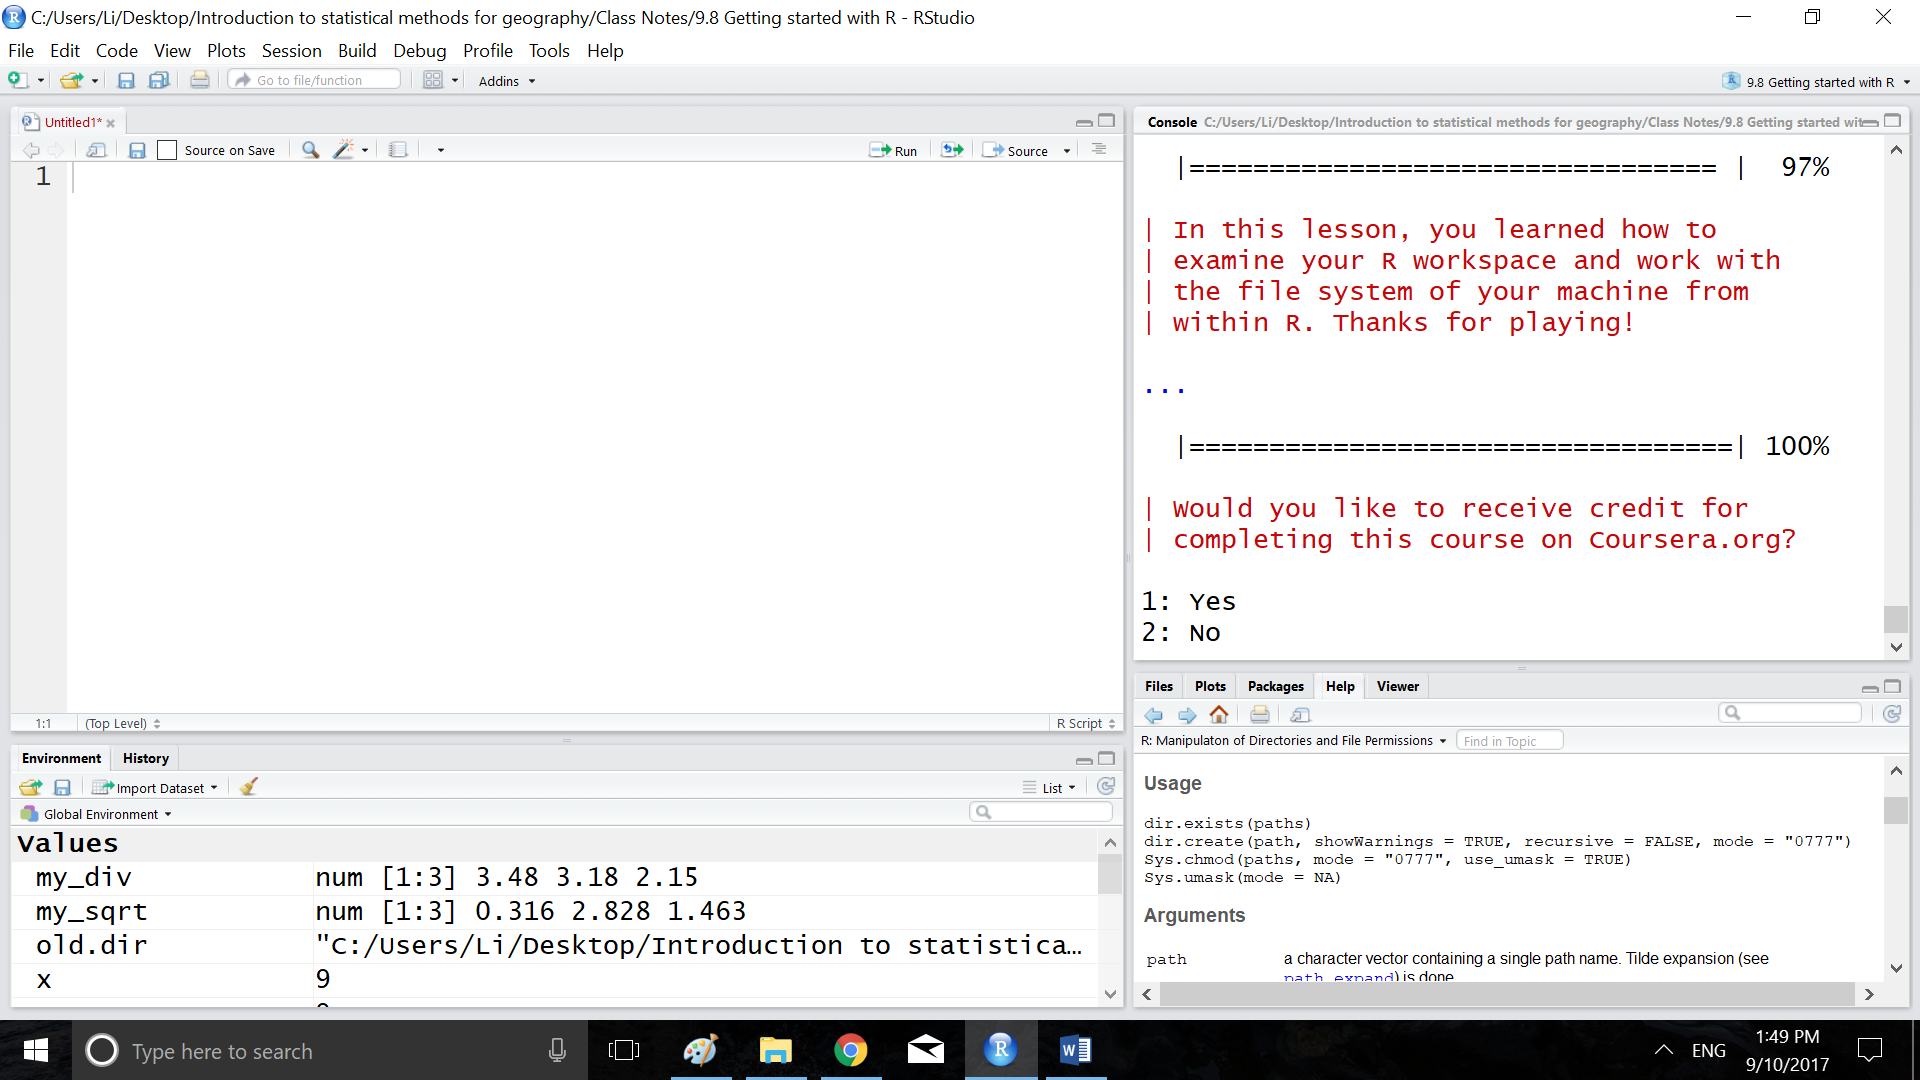 C:/Users/Li/Desktop/Introduction to statistical methods for geography/Class Notes/9.8 Getting started with R - RStudio
File Edit Code View Plots Session Build Debug Profile Tools Help
Go to file/function
Addins
9.8 Getting started with R
Untitled1*
Source on Save
Run
Source
1
1:1 (Top Level)
R Script
Console C:/Users/Li/Desktop/Introduction to statistical methods for geography/Class Notes/9.8 Getting started wit
|================================= | 97%
| In this lesson, you learned how to
| examine your R workspace and work with
| the file system of your machine from
| within R. Thanks for playing!
...
|==================================| 100%
| Would you like to receive credit for
| completing this course on Coursera.org?
1: Yes
2: No
Environment History
Import Dataset
List
Global Environment
Values
my_div num [1:3] 3.48 3.18 2.15
my_sqrt num [1:3] 0.316 2.828 1.463
old.dir "C:/Users/Li/Desktop/Introduction to statistica…
x 9
Files Plots Packages Help Viewer
R: Manipulaton of Directories and File Permissions
Find in Topic
Usage
dir.exists(paths)
dir.create(path, showWarnings = TRUE, recursive = FALSE, mode = "0777")
Sys.chmod(paths, mode = "0777", use_umask = TRUE)
Sys.umask(mode = NA)
Arguments
path a character vector containing a single path name. Tilde expansion (see
path.expand) is done
Type here to search
ENG
1:49 PM
9/10/2017